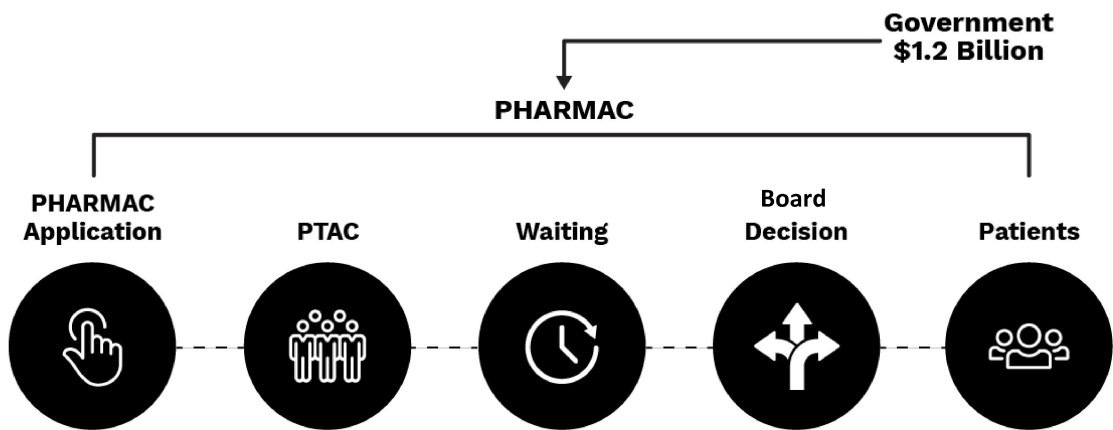 Government
$1.2 Billion
PHARMAC
PHARMAC
Application
PTAC
Waiting
Board
Decision
Patients